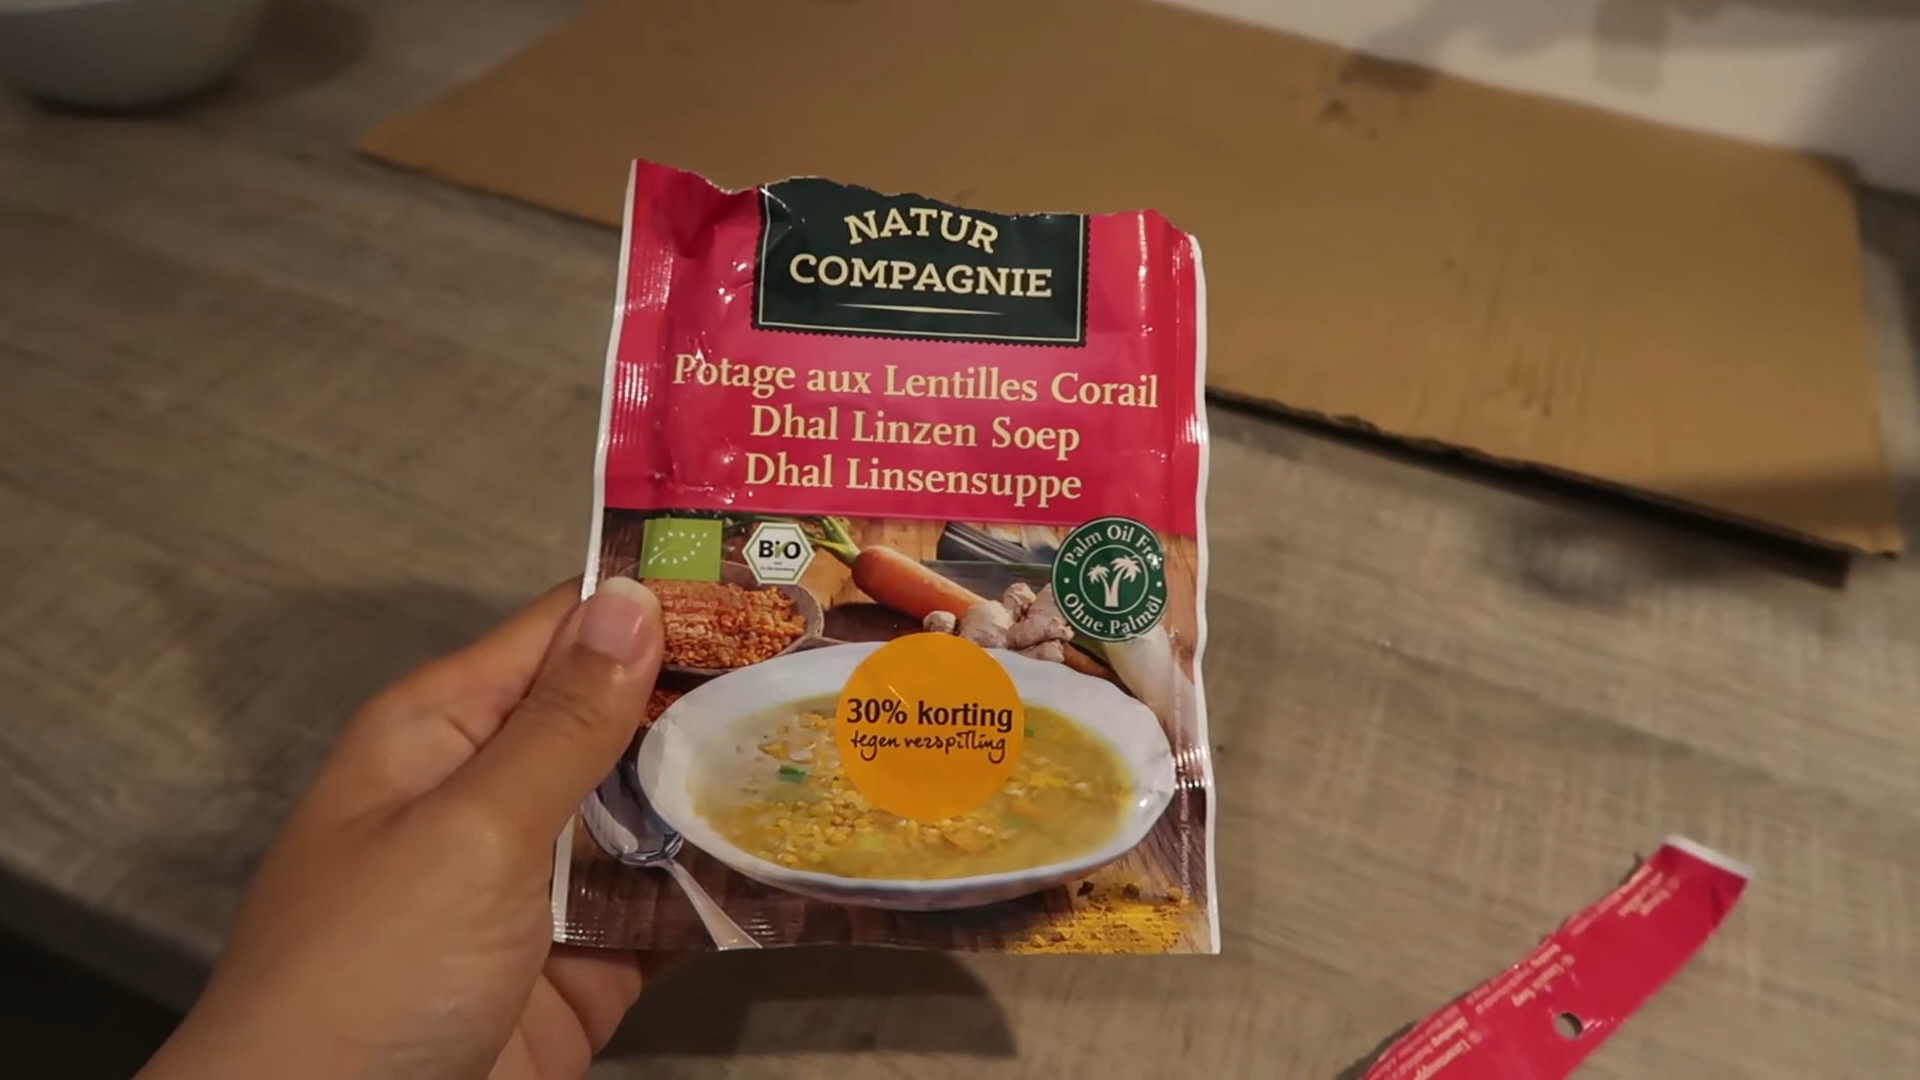 NATUR
COMPAGNIE
Potage aux Lentilles Corail
Dhal Linzen Soep
Dhal Linsensuppe
BiO
Palm Oil Free
Ohne Palmöl
30% korting
tegen verspilling